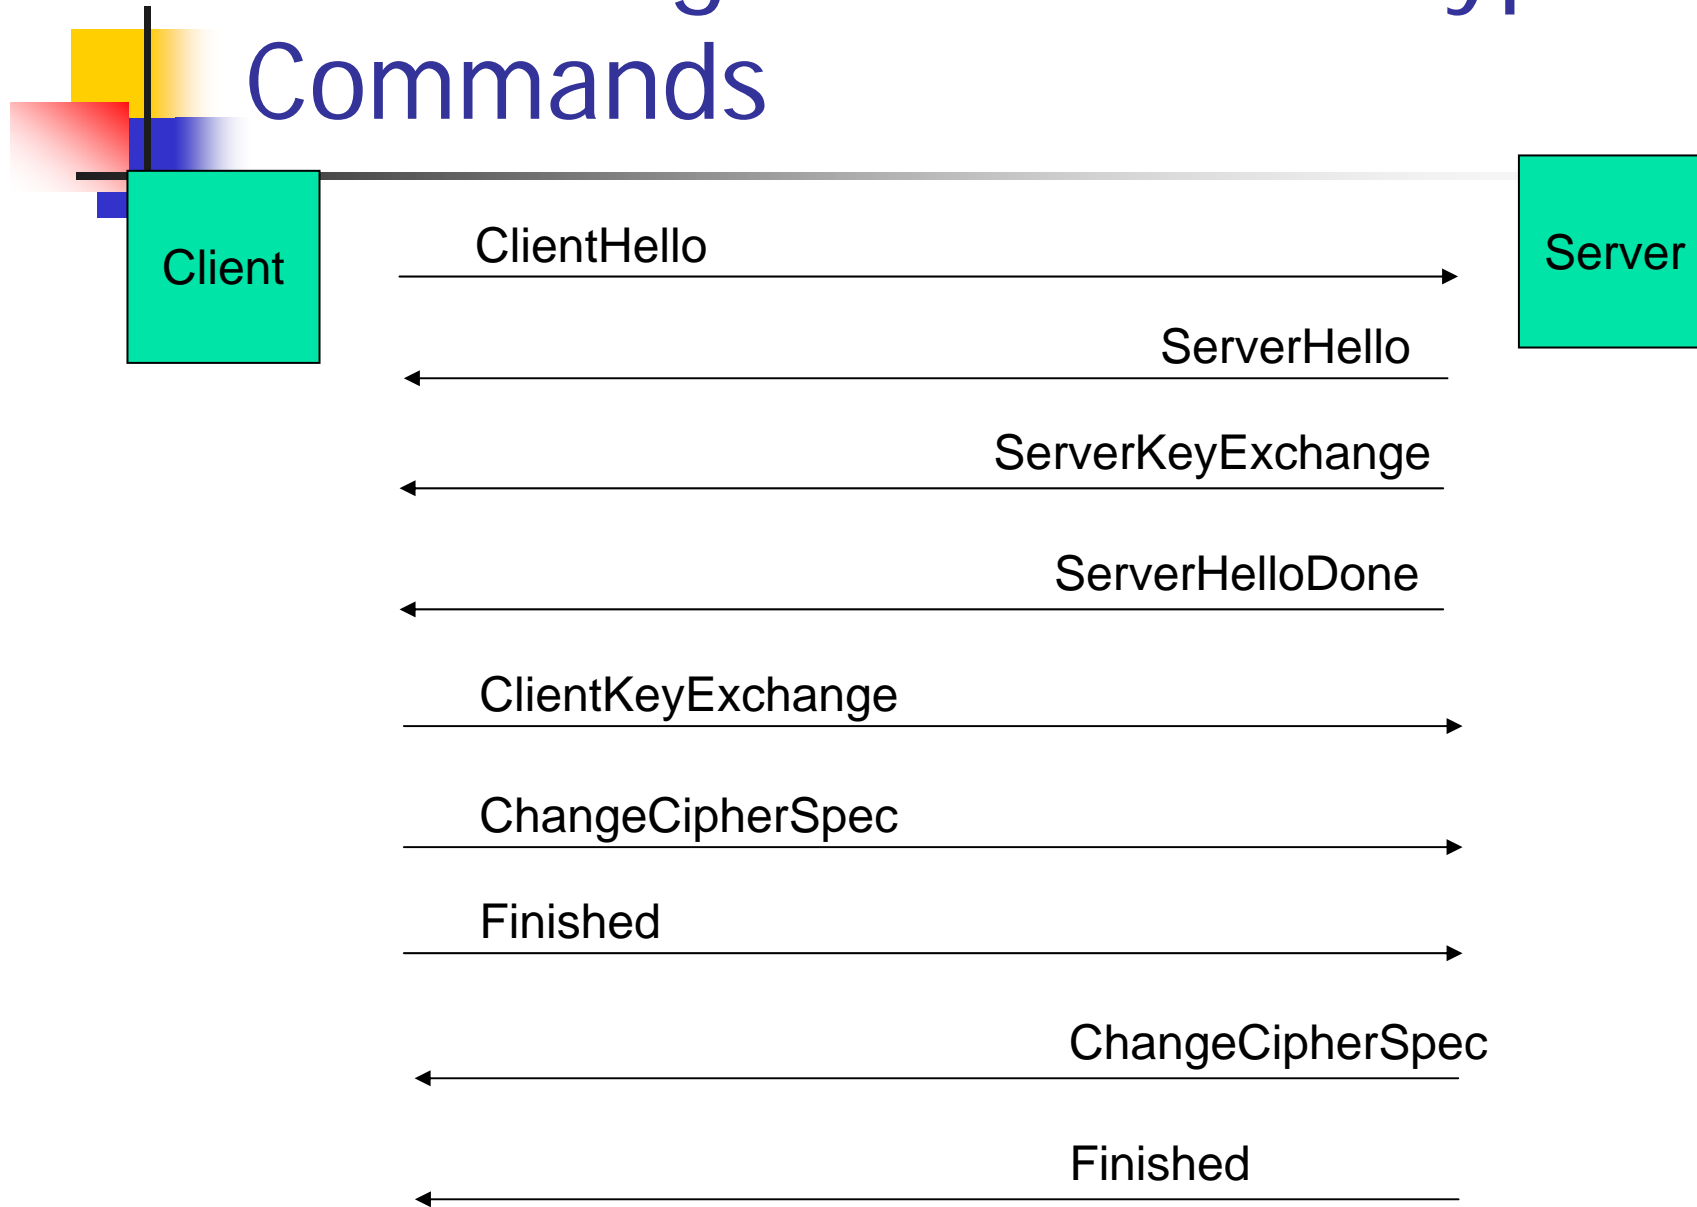 Commands
Client
Server
ClientHello
ServerHello
ServerKeyExchange
ServerHelloDone
ClientKeyExchange
ChangeCipherSpec
Finished
ChangeCipherSpec
Finished